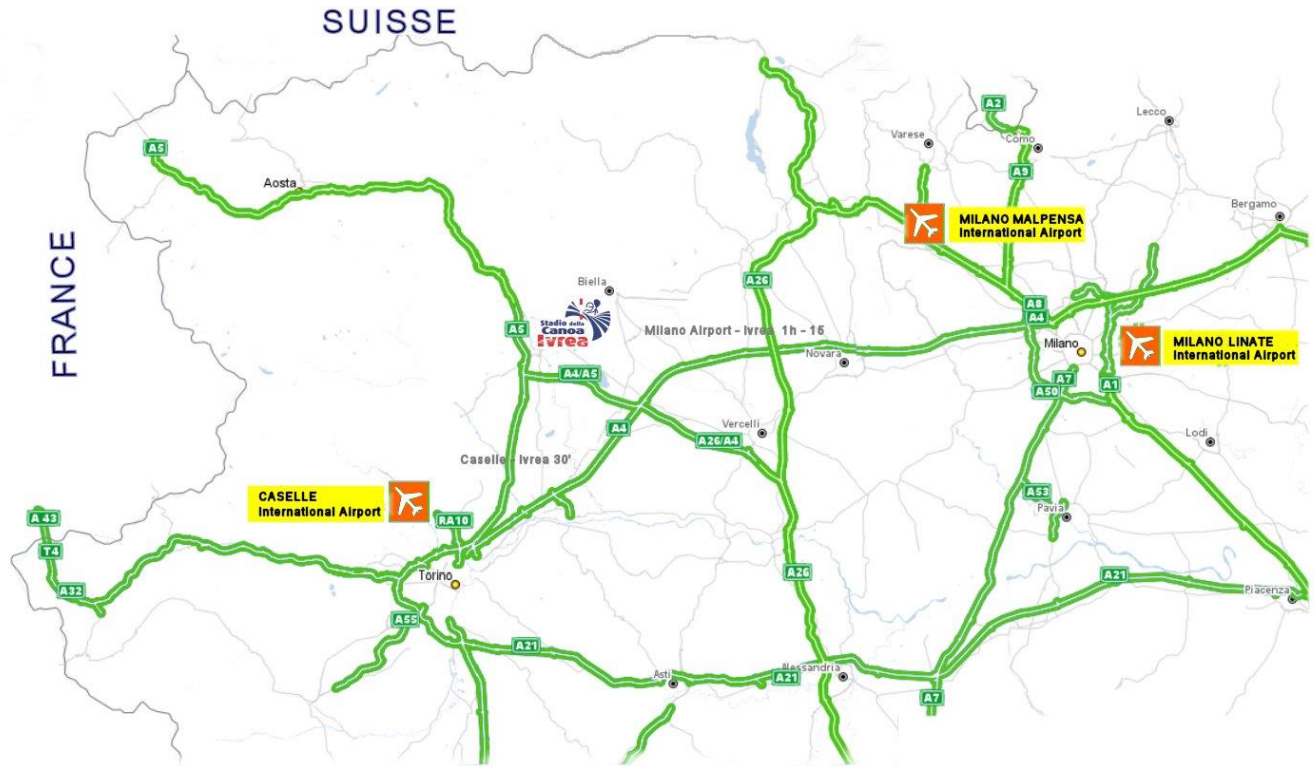 SUISSE
A2
Lecco
Varese
Como
A5
A9
Aosta
Bergamo
MILANO MALPENSA
International Airport
FRANCE
A26
Biella
A8
Stadio della
Canoa
Ivrea
A5
Milano Airport - Ivrea 1h - 15
A4
Milano
MILANO LINATE
International Airport
Novara
A4/A5
A7
A50
A1
A4
Vercelli
A26/A4
Lodi
Caselle - Ivrea 30'
CASELLE
International Airport
A53
Pavia
A 43
RA10
T4
Torino
A26
A21
A32
Piacenza
A55
A21
Asti
Alessandria
A21
A7